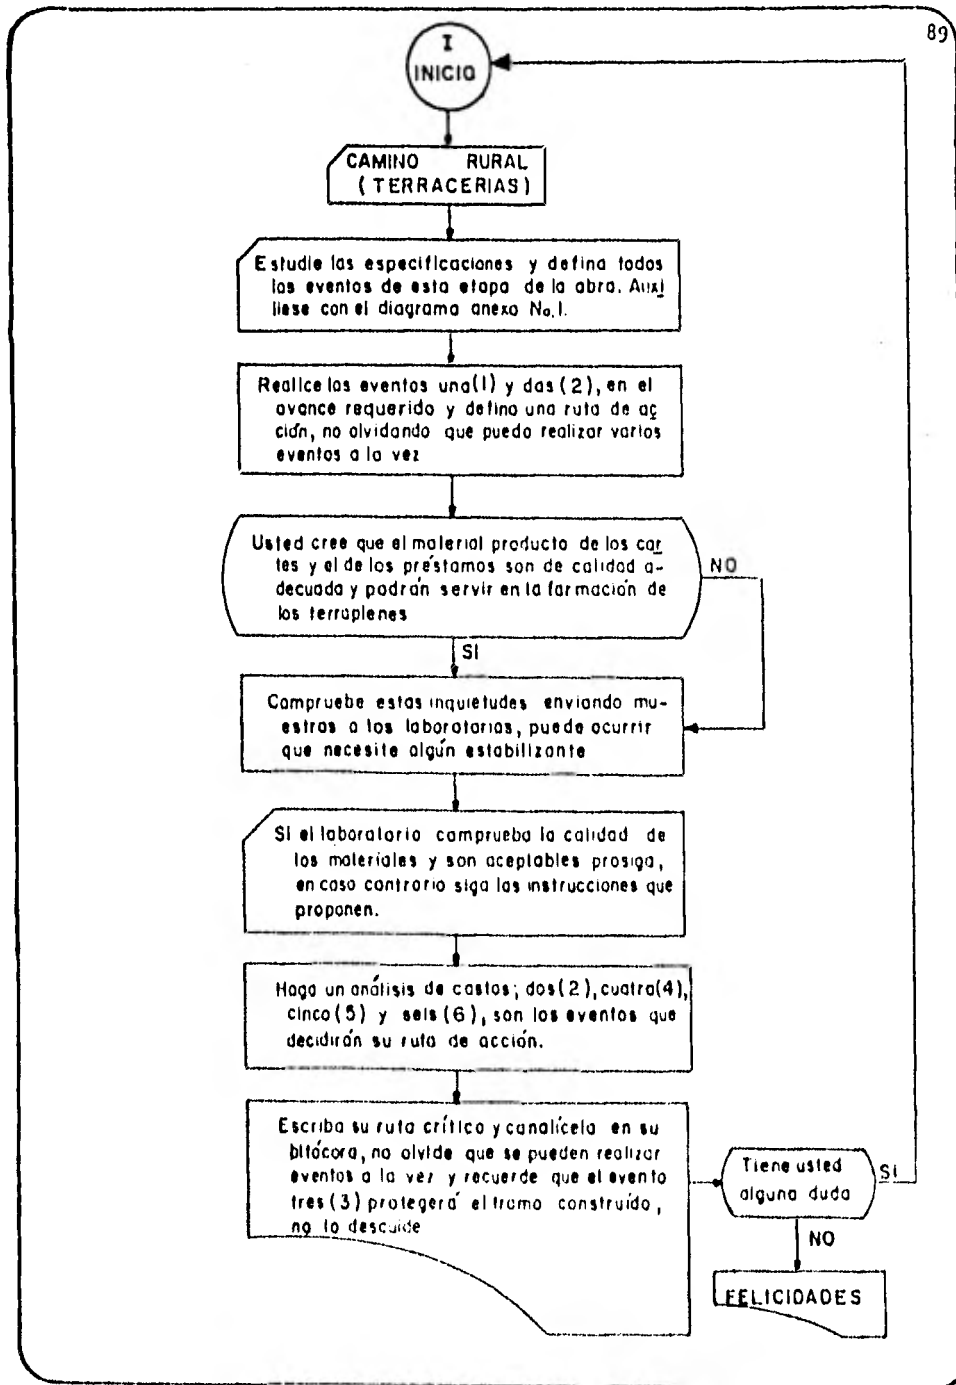 89
I
INICIO
CAMINO RURAL
(TERRACERIAS)
Estudie las especificaciones y defina todos
los eventos de esta etapa de la obra. Auxi
liese con el diagrama anexo No.1.
Realice los eventos uno(1) y dos (2), en el
avance requerido y defina una ruta de ac
ción, no olvidando que puede realizar varios
eventos a la vez
Usted cree que el material producto de los cor
tes y el de los préstamos son de calidad a-
decuada y podrán servir en la formación de
los terraplenes
NO
SI
Compruebe estas inquietudes enviando mu-
estras a los laboratorios, puede ocurrir
que necesite algún estabilizante
Si el laboratorio comprueba la calidad de
los materiales y son aceptables prosiga,
en caso contrario siga las instrucciones que
proponen.
Haga un análisis de costos; dos(2), cuatro(4),
cinco(5) y seis(6), son los eventos que
decidirán su ruta de acción.
Escriba su ruta crítica y canalícela en su
bitácora, no olvide que se pueden realizar
eventos a la vez y recuerde que el evento
tres(3) protegerá el tramo construído,
no lo descuide
Tiene usted
alguna duda
SI
NO
FELICIDADES